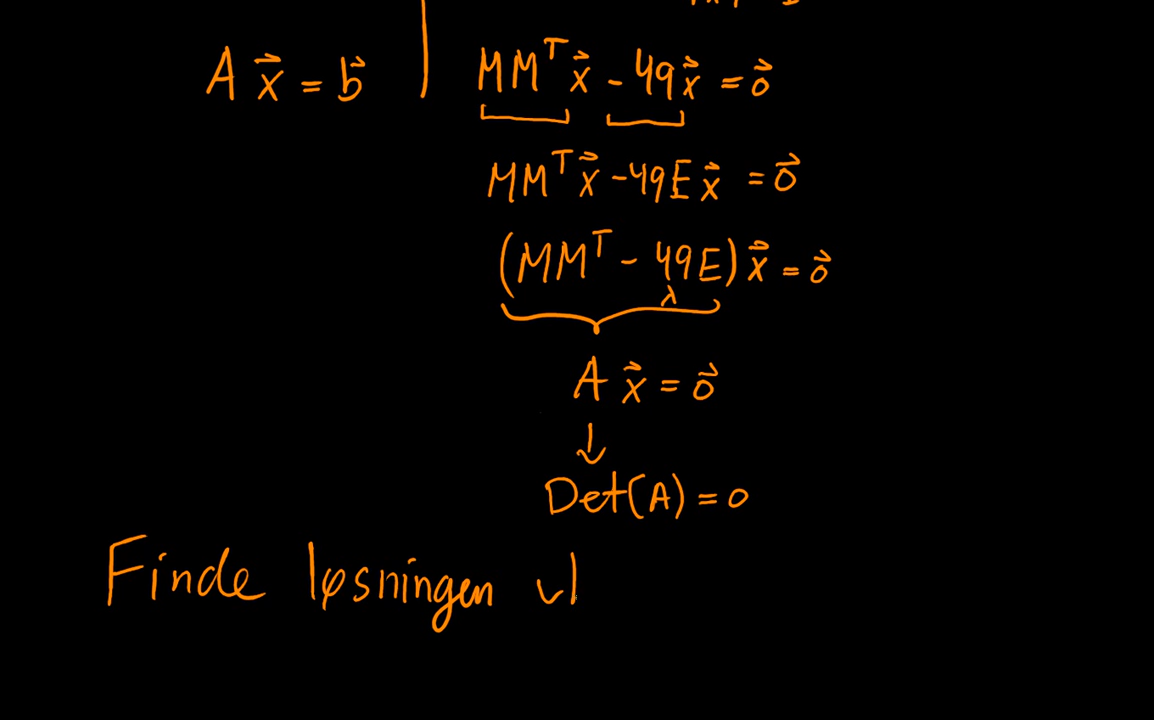 A x⃗ = b⃗
MMᵀx⃗ - 49x⃗ = 0⃗
MMᵀx⃗ - 49Ex⃗ = 0⃗
(MMᵀ - 49E)x⃗ = 0⃗
λ
A x⃗ = 0⃗
↓
Det(A) = 0
Finde løsningen